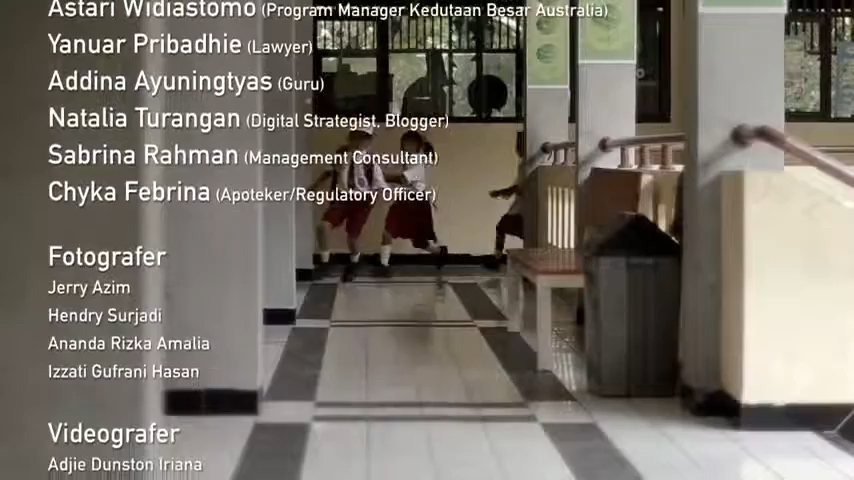 Astari Widiastomo (Program Manager Kedutaan Besar Australia)
Yanuar Pribadhie (Lawyer)
Addina Ayuningtyas (Guru)
Natalia Turangan (Digital Strategist, Blogger)
Sabrina Rahman (Management Consultant)
Chyka Febrina (Apoteker/Regulatory Officer)
Fotografer
Jerry Azim
Hendry Surjadi
Ananda Rizka Amalia
Izzati Gufrani Hasan
Videografer
Adjie Dunston Iriana